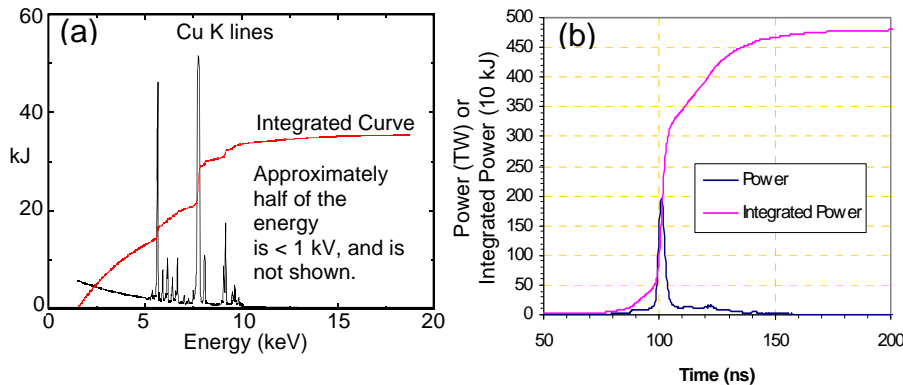 (a)
Cu K lines
60
40
kJ
20
0
Integrated Curve
Approximately
half of the
energy
is < 1 kV, and is
not shown.
0 5 10 15 20
Energy (keV)
(b)
Power (TW) or
Integrated Power (10 kJ)
500
450
400
350
300
250
200
150
100
50
0
Power
Integrated Power
50 100 150 200
Time (ns)